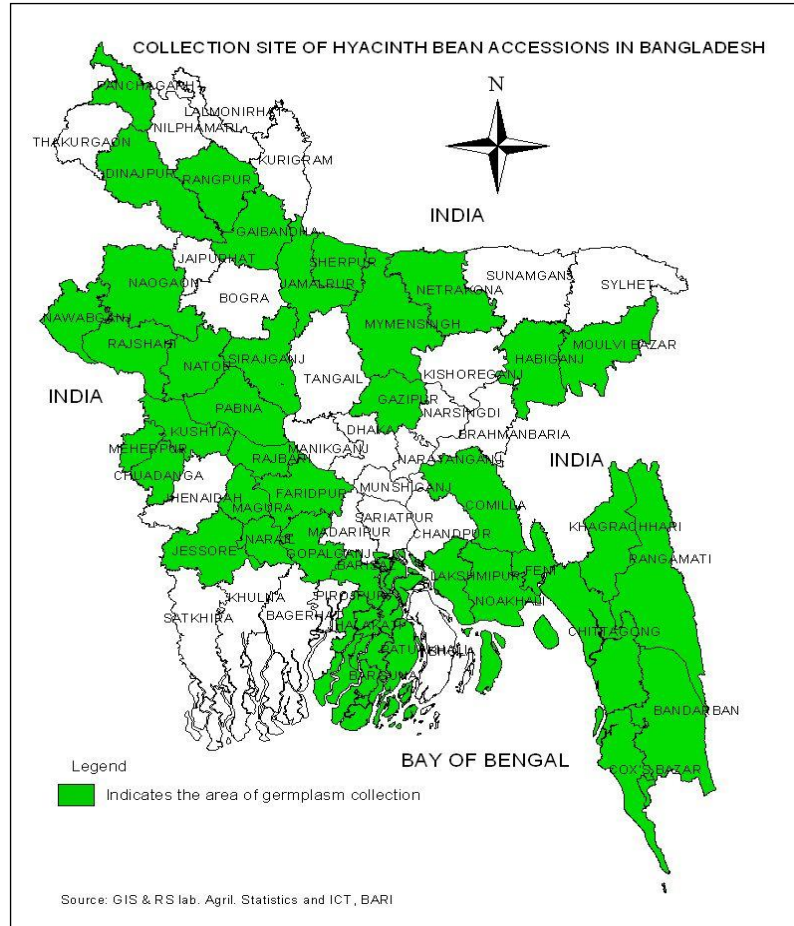 COLLECTION SITE OF HYACINTH BEAN ACCESSIONS IN BANGLADESH
N
PANCHAGARH
LALMONIRHAT
NILPHAMARI
THAKURGAON
KURIGRAM
DINAJPUR
RANGPUR
INDIA
GAIBANDHA
JAIPURHAT
SHERPUR
NAOGAON
JAMALRUR
NETRAKONA
SUNAMGANS
SYLHET
BOGRA
NAWABGANJ
MYMENSINGH
RAJSHAHI
SIRAJGANJ
HABIGANJ
MOULVI BAZAR
NATOR
KISHOREGANJ
TANGAIL
INDIA
GAZIPUR
PABNA
NARSINGDI
KUSHTIA
DHAKA
BRAHMANBARIA
MEHERPUR
MANIKGANJ
RAJBARI
NARAYANGANJ
INDIA
CHUADANGA
MUNSHIGANJ
JHENAIDAH
FARIDPUR
COMILLA
MAGURA
KHAGRACHHARI
SARIATPUR
MADARIPUR
CHANDPUR
NARAIL
JESSORE
GOPALGANJ
RANGAMATI
BARISAL
LAKSHMIPUR
FENI
PIROJPUR
NOAKHALI
KHULNA
BAGERHAT
SATKHIRA
JHALAKATI
CHITTAGONG
PATUAKHALI
BHOLA
BARGUNA
BANDARBAN
BAY OF BENGAL
COX'S BAZAR
Legend
Indicates the area of germplasm collection
Source: GIS & RS lab. Agril. Statistics and ICT, BARI